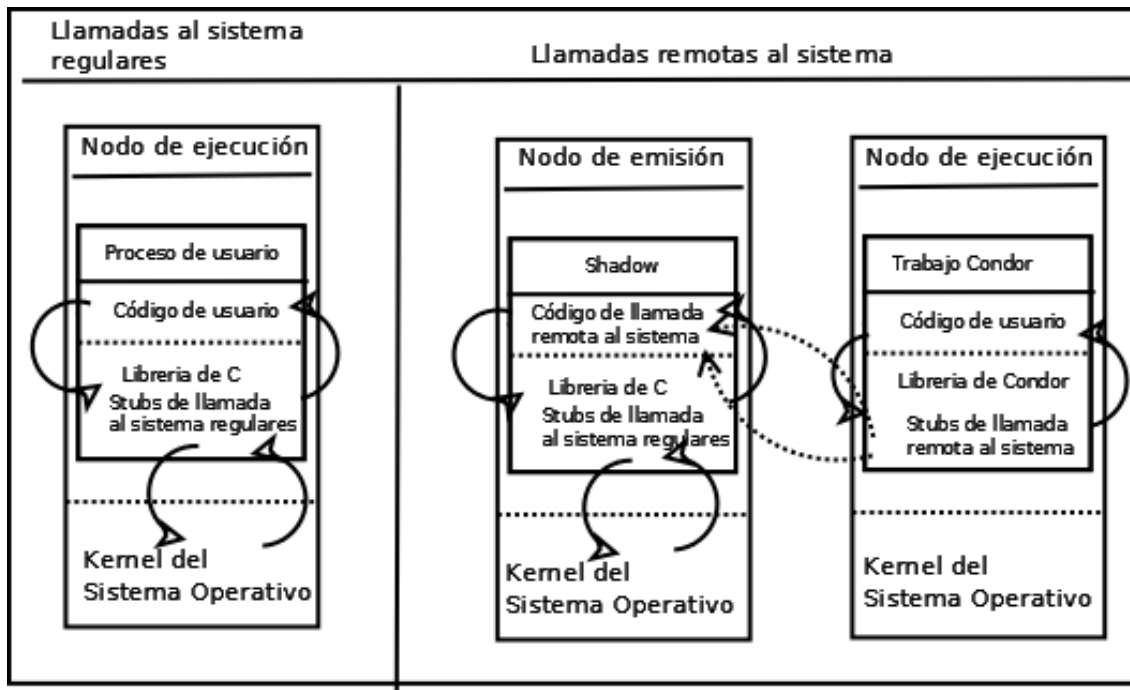 Llamadas al sistema
regulares
Llamadas remotas al sistema
Nodo de ejecución
Proceso de usuario
Código de usuario
Libreria de C
Stubs de llamada
al sistema regulares
Kernel del
Sistema Operativo
Nodo de emisión
Shadow
Código de llamada
remota al sistema
Libreria de C
Stubs de llamada
al sistema regulares
Kernel del
Sistema Operativo
Nodo de ejecución
Trabajo Condor
Código de usuario
Libreria de Condor
Stubs de llamada
remota al sistema
Kernel del
Sistema Operativo